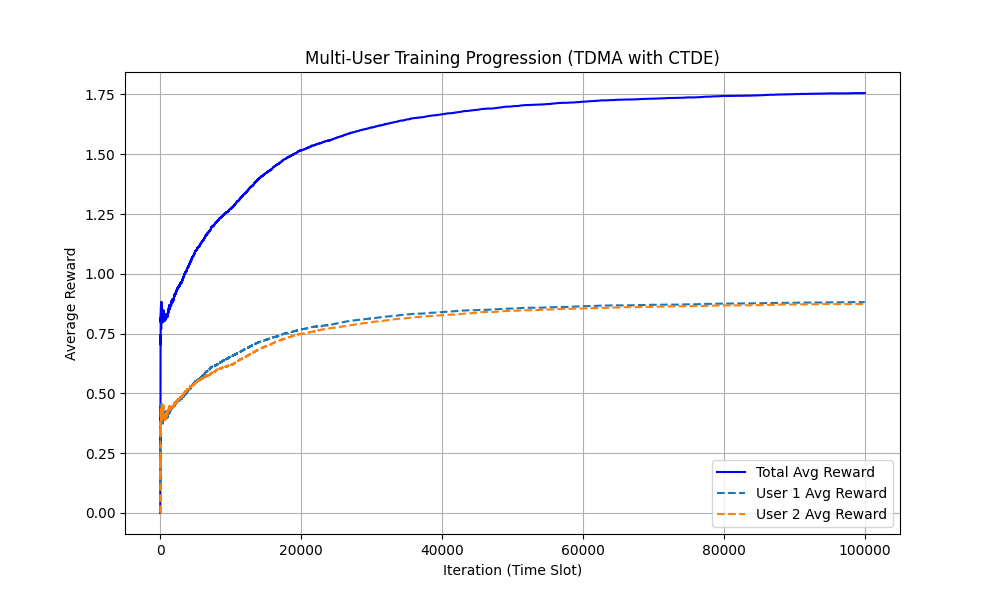 Multi-User Training Progression (TDMA with CTDE)
1.75
1.50
1.25
1.00
0.75
0.50
0.25
0.00
Average Reward
Total Avg Reward
User 1 Avg Reward
User 2 Avg Reward
0 20000 40000 60000 80000 100000
Iteration (Time Slot)